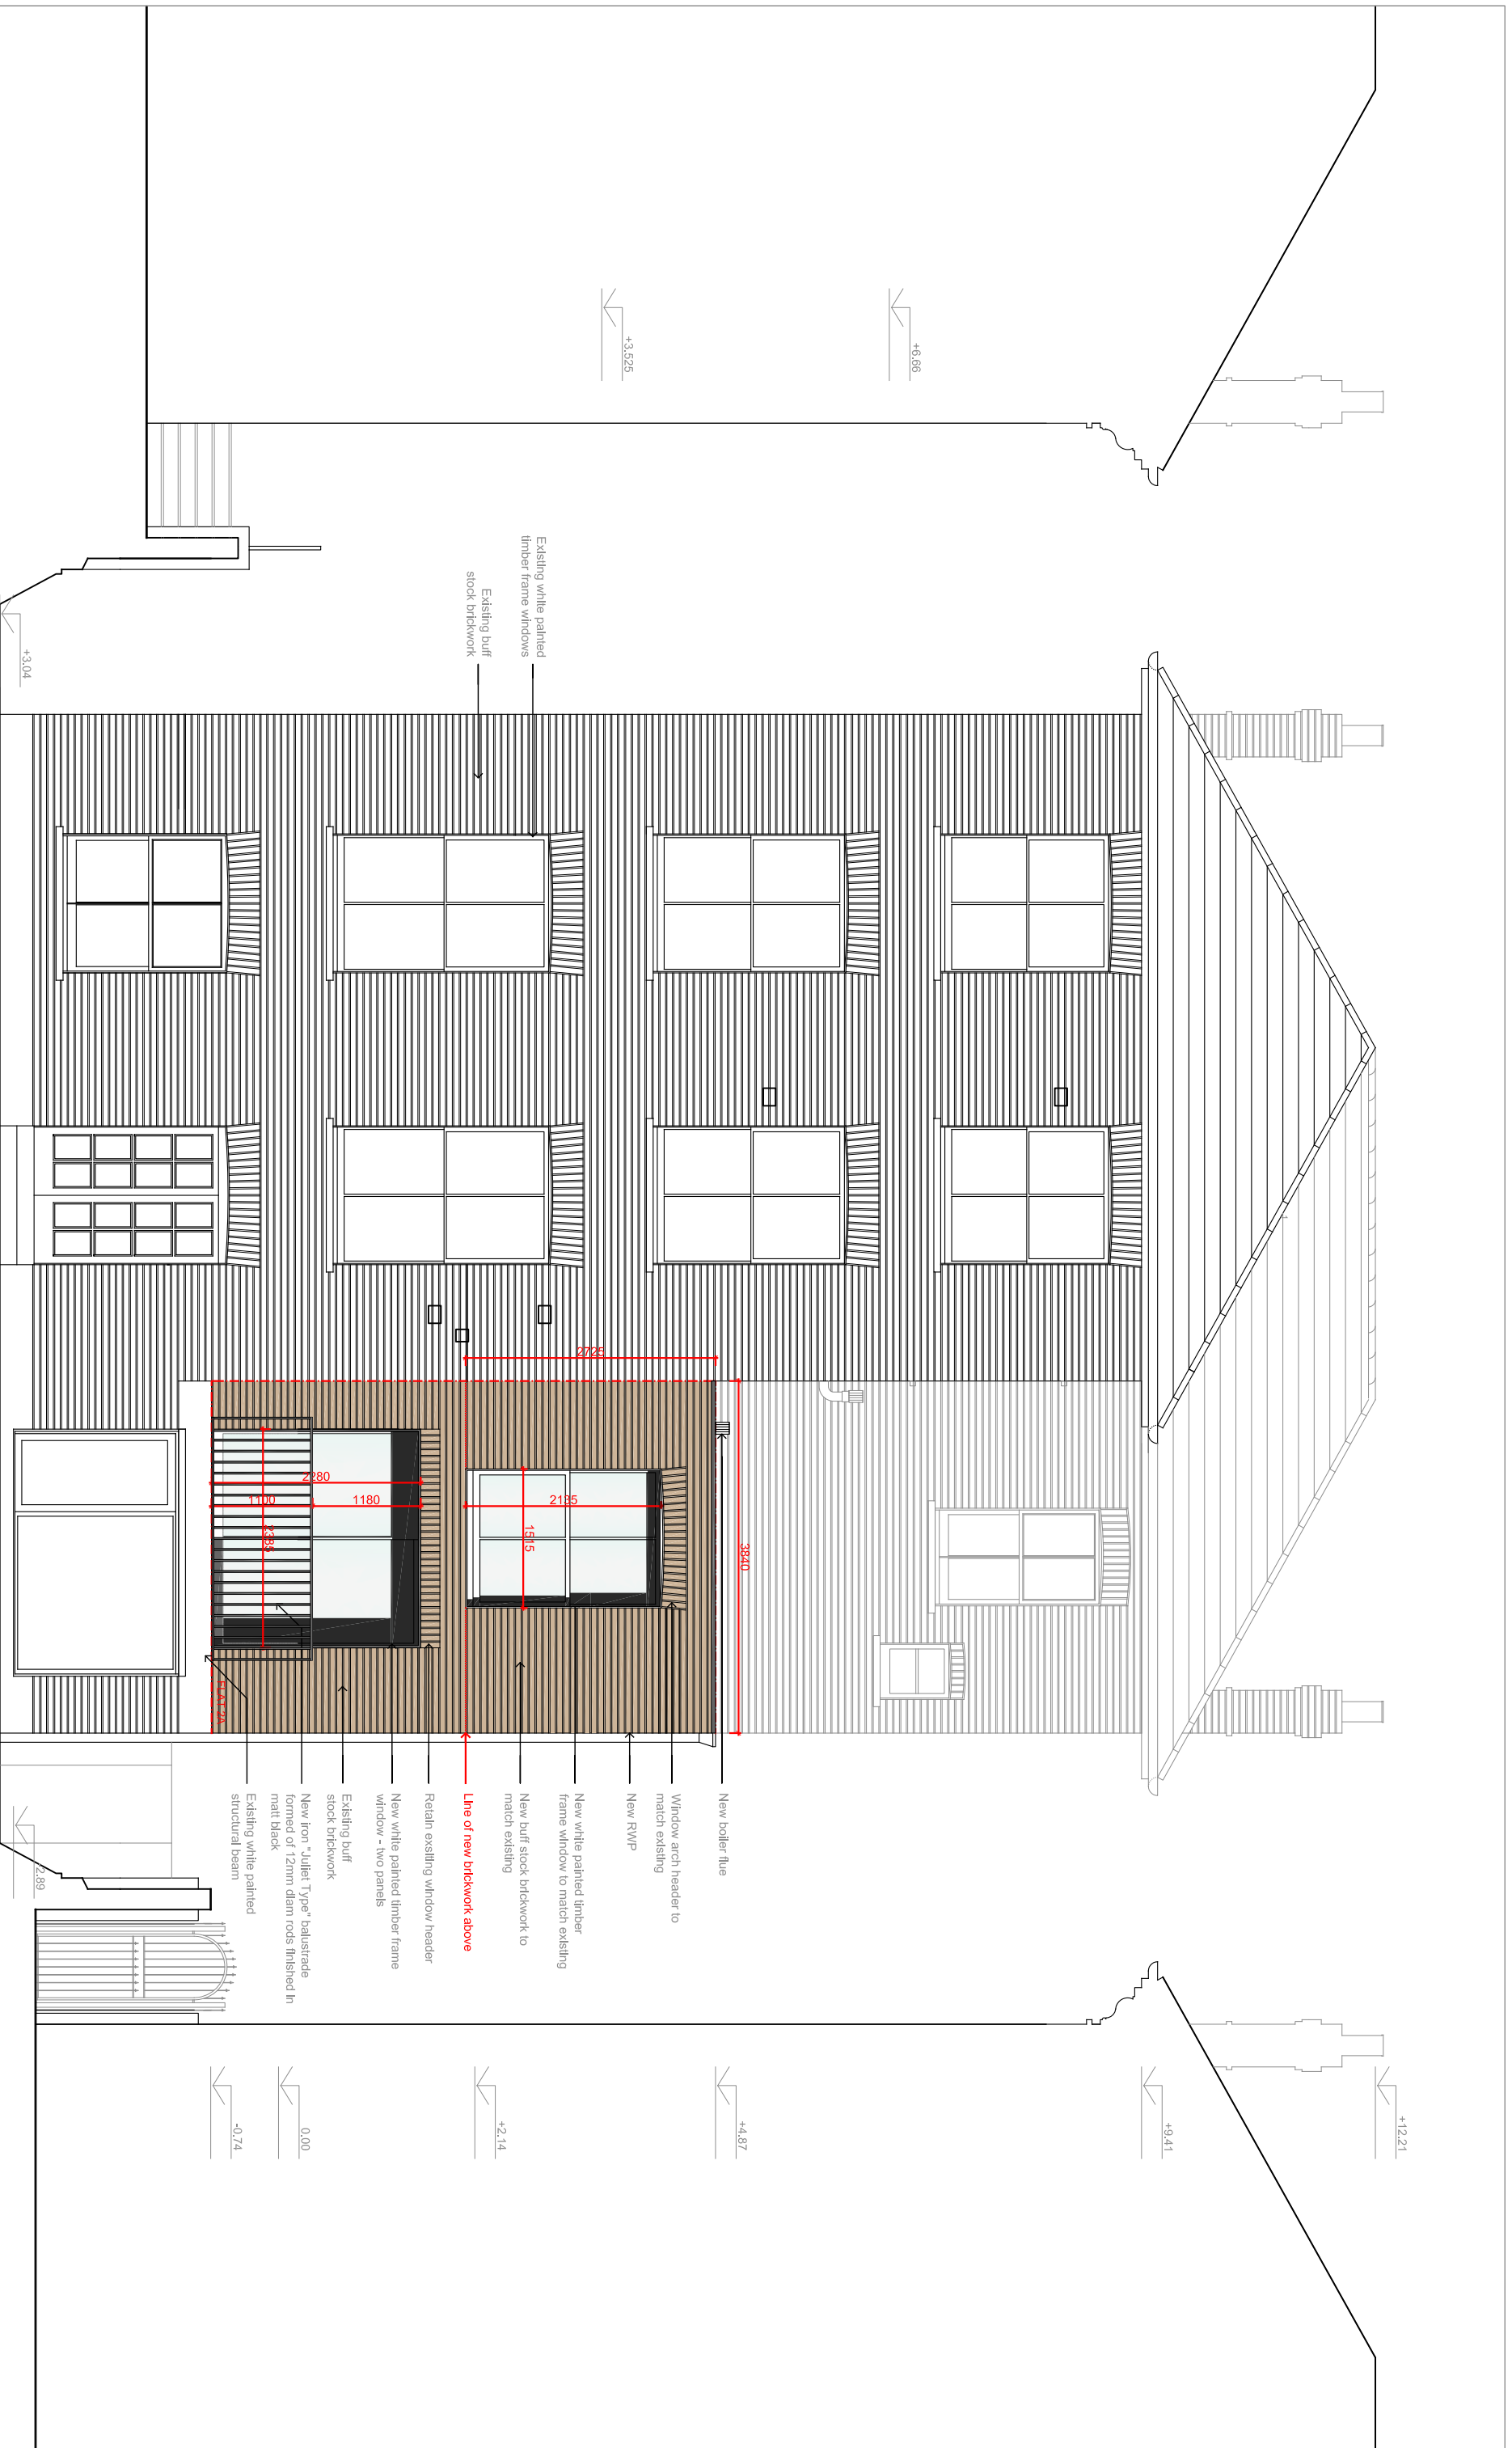 +12.21
+9.41
+6.66
+4.87
+3.525
+2.14
0.00
-0.74
+3.04
Existing white painted
timber frame windows
Existing buff
stock brickwork
2725
3840
2135
1515
2280
1100
1180
2385
FLAT 2A
New boiler flue
Window arch header to
match existing
New RWP
New white painted timber
frame window to match existing
New buff stock brickwork to
match existing
Line of new brickwork above
Retain exsiting window header
New white painted timber frame
window - two panels
Existing buff
stock brickwork
New iron "Juliet Type" balustrade
formed of 12mm diam rods finished in
matt black
Existing white painted
structural beam